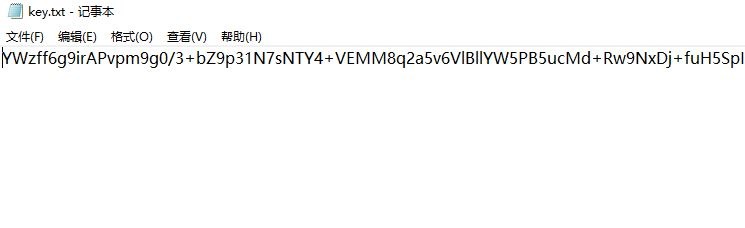 key.txt - 记事本
文件(F) 编辑(E) 格式(O) 查看(V) 帮助(H)
YWzff6g9irAPvpm9g0/3+bZ9p31N7sNTY4+VEMM8q2a5v6VlBllYW5PB5ucMd+Rw9NxDj+fuH5SpI